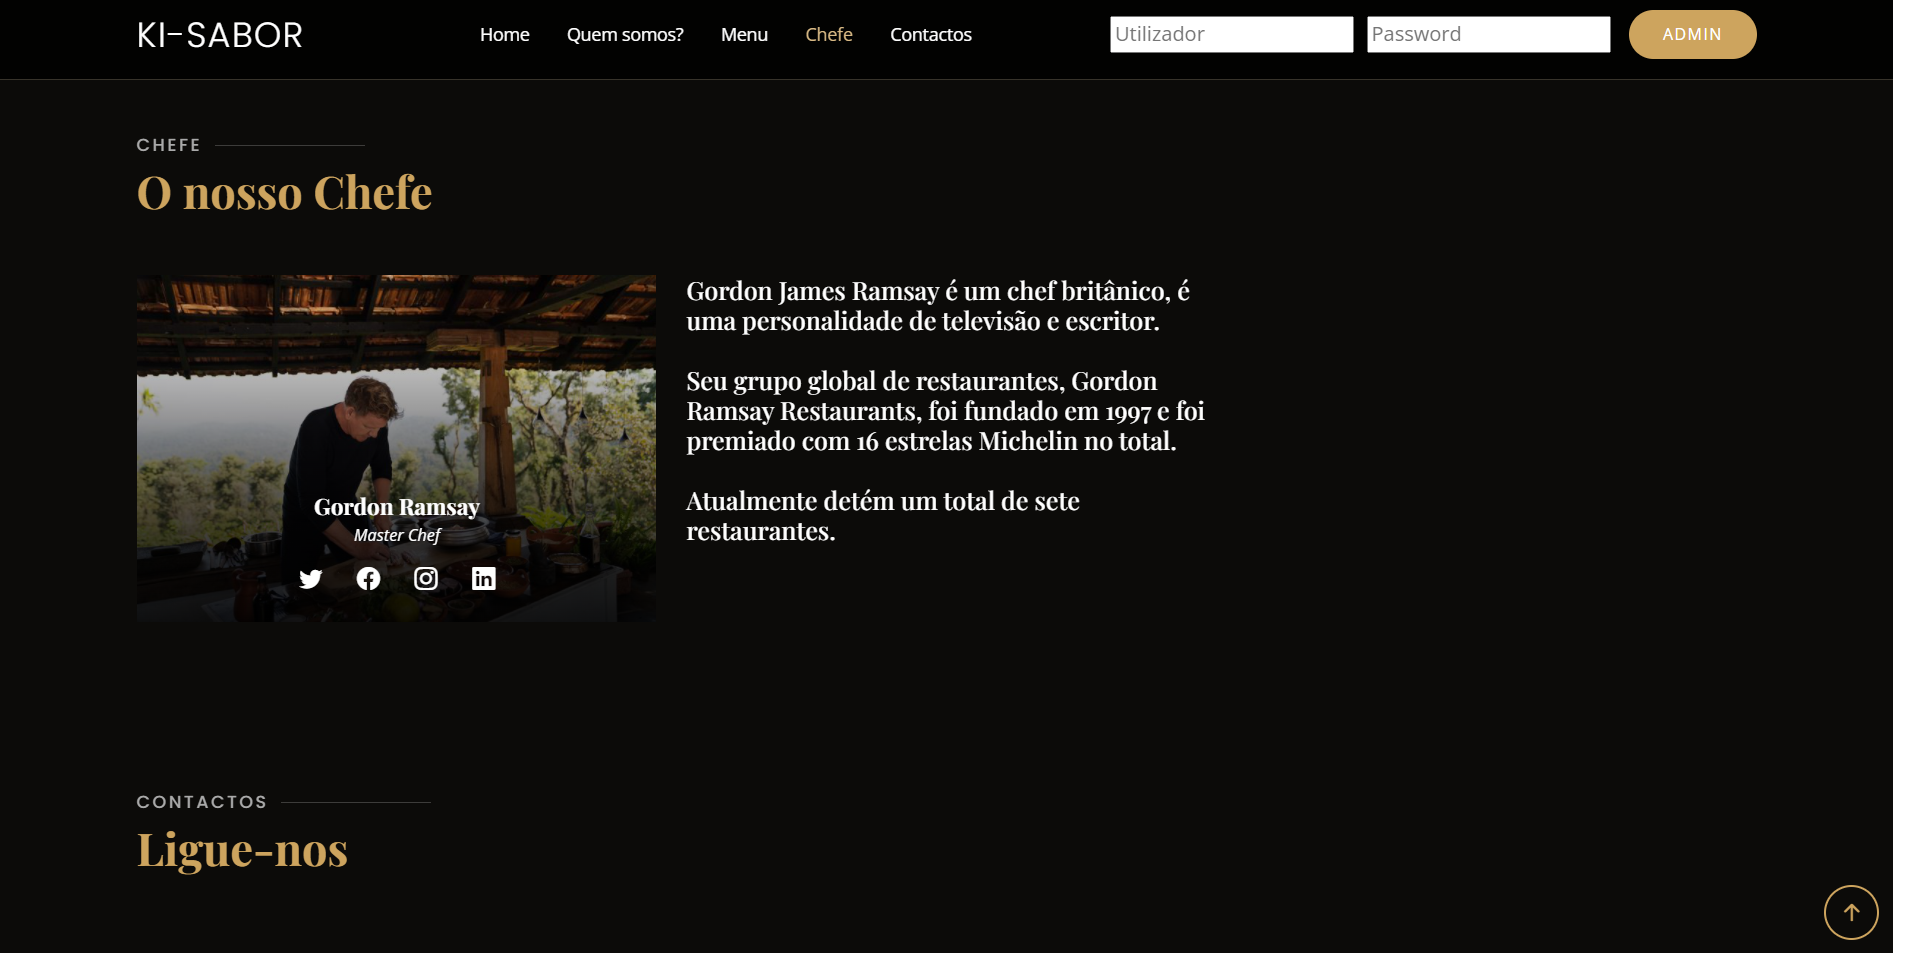 KI-SABOR
Home
Quem somos?
Menu
Chefe
Contactos
Utilizador
Password
ADMIN
CHEFE
O nosso Chefe
Gordon Ramsay
Master Chef
Gordon James Ramsay é um chef britânico, é
uma personalidade de televisão e escritor.
Seu grupo global de restaurantes, Gordon
Ramsay Restaurants, foi fundado em 1997 e foi
premiado com 16 estrelas Michelin no total.
Atualmente detém um total de sete
restaurantes.
CONTACTOS
Ligue-nos